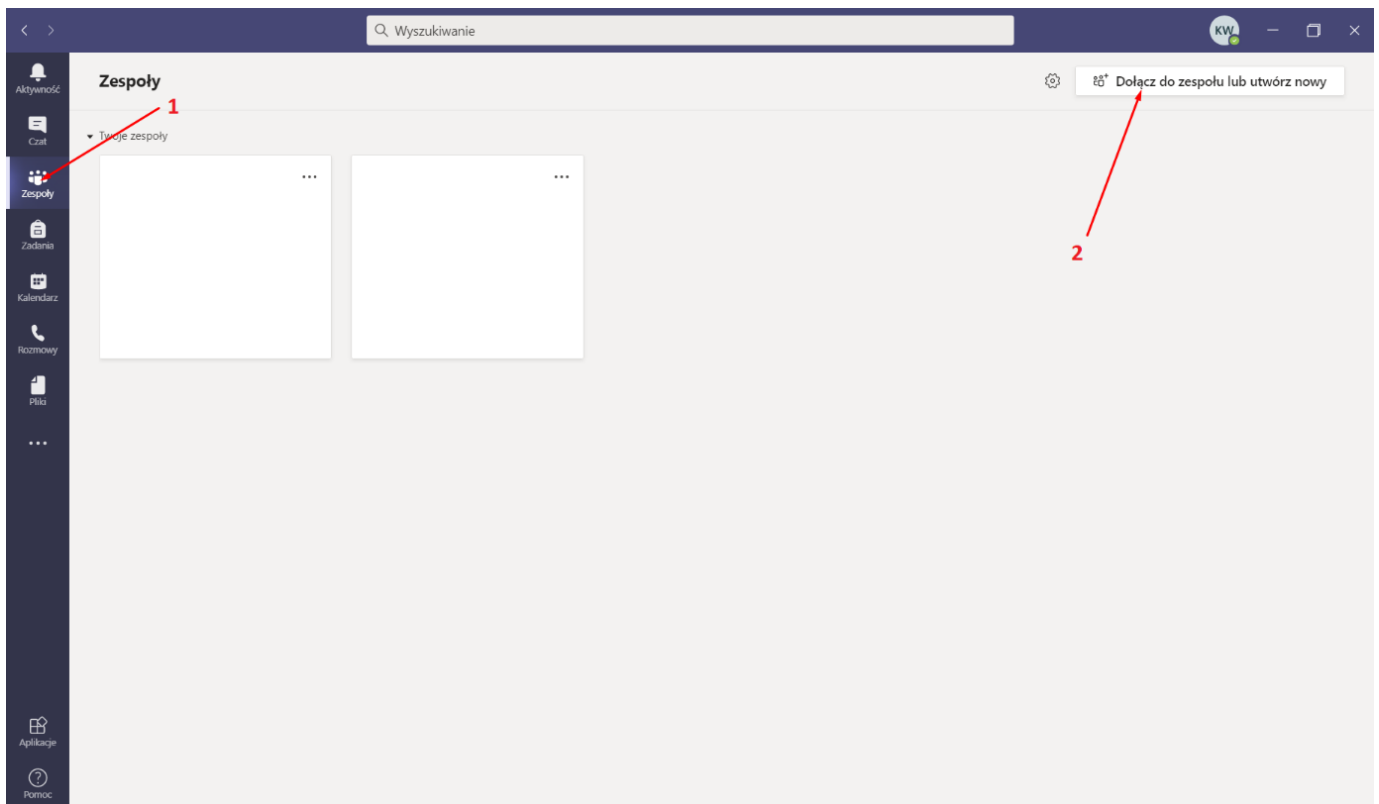 Wyszukiwanie
KW
Aktywność
Czat
Zespoły
Zadania
Kalendarz
Rozmowy
Pliki
Aplikacje
Pomoc
Zespoły
Dołącz do zespołu lub utwórz nowy
1
Twoje zespoły
2